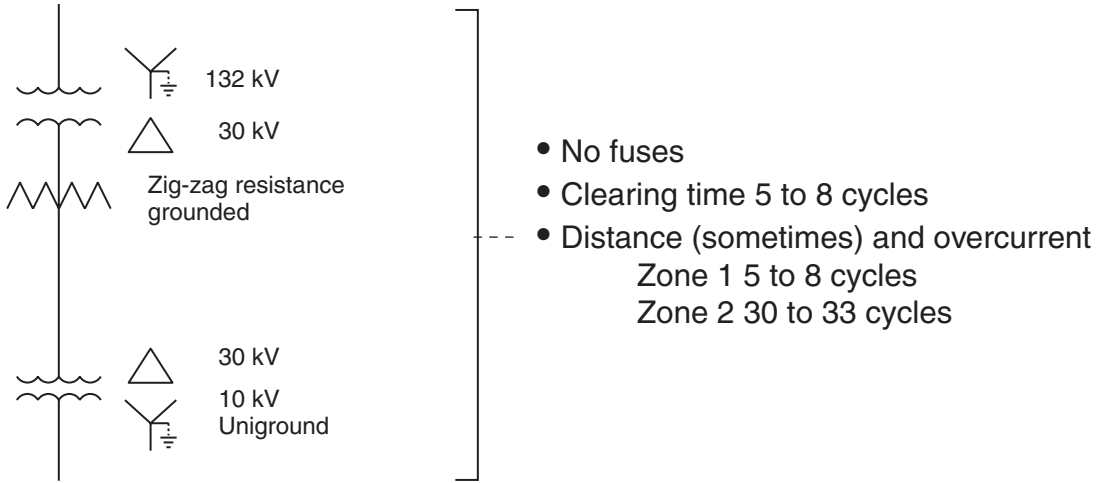 132 kV
30 kV
Zig-zag resistance
grounded
30 kV
10 kV
Uniground
• No fuses
• Clearing time 5 to 8 cycles
• Distance (sometimes) and overcurrent
Zone 1 5 to 8 cycles
Zone 2 30 to 33 cycles